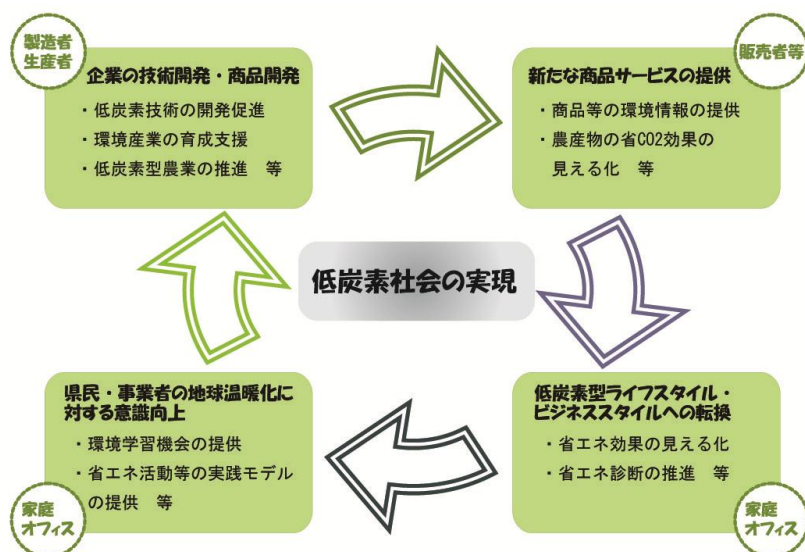 製造者
生産者
企業の技術開発・商品開発
・低炭素技術の開発促進
・環境産業の育成支援
・低炭素型農業の推進　等
販売者等
新たな商品サービスの提供
・商品等の環境情報の提供
・農産物の省CO2効果の
見える化　等
低炭素社会の実現
県民・事業者の地球温暖化に
対する意識向上
・環境学習機会の提供
・省エネ活動等の実践モデル
の提供　等
家庭
オフィス
低炭素型ライフスタイル・
ビジネススタイルへの転換
・省エネ効果の見える化
・省エネ診断の推進　等
家庭
オフィス